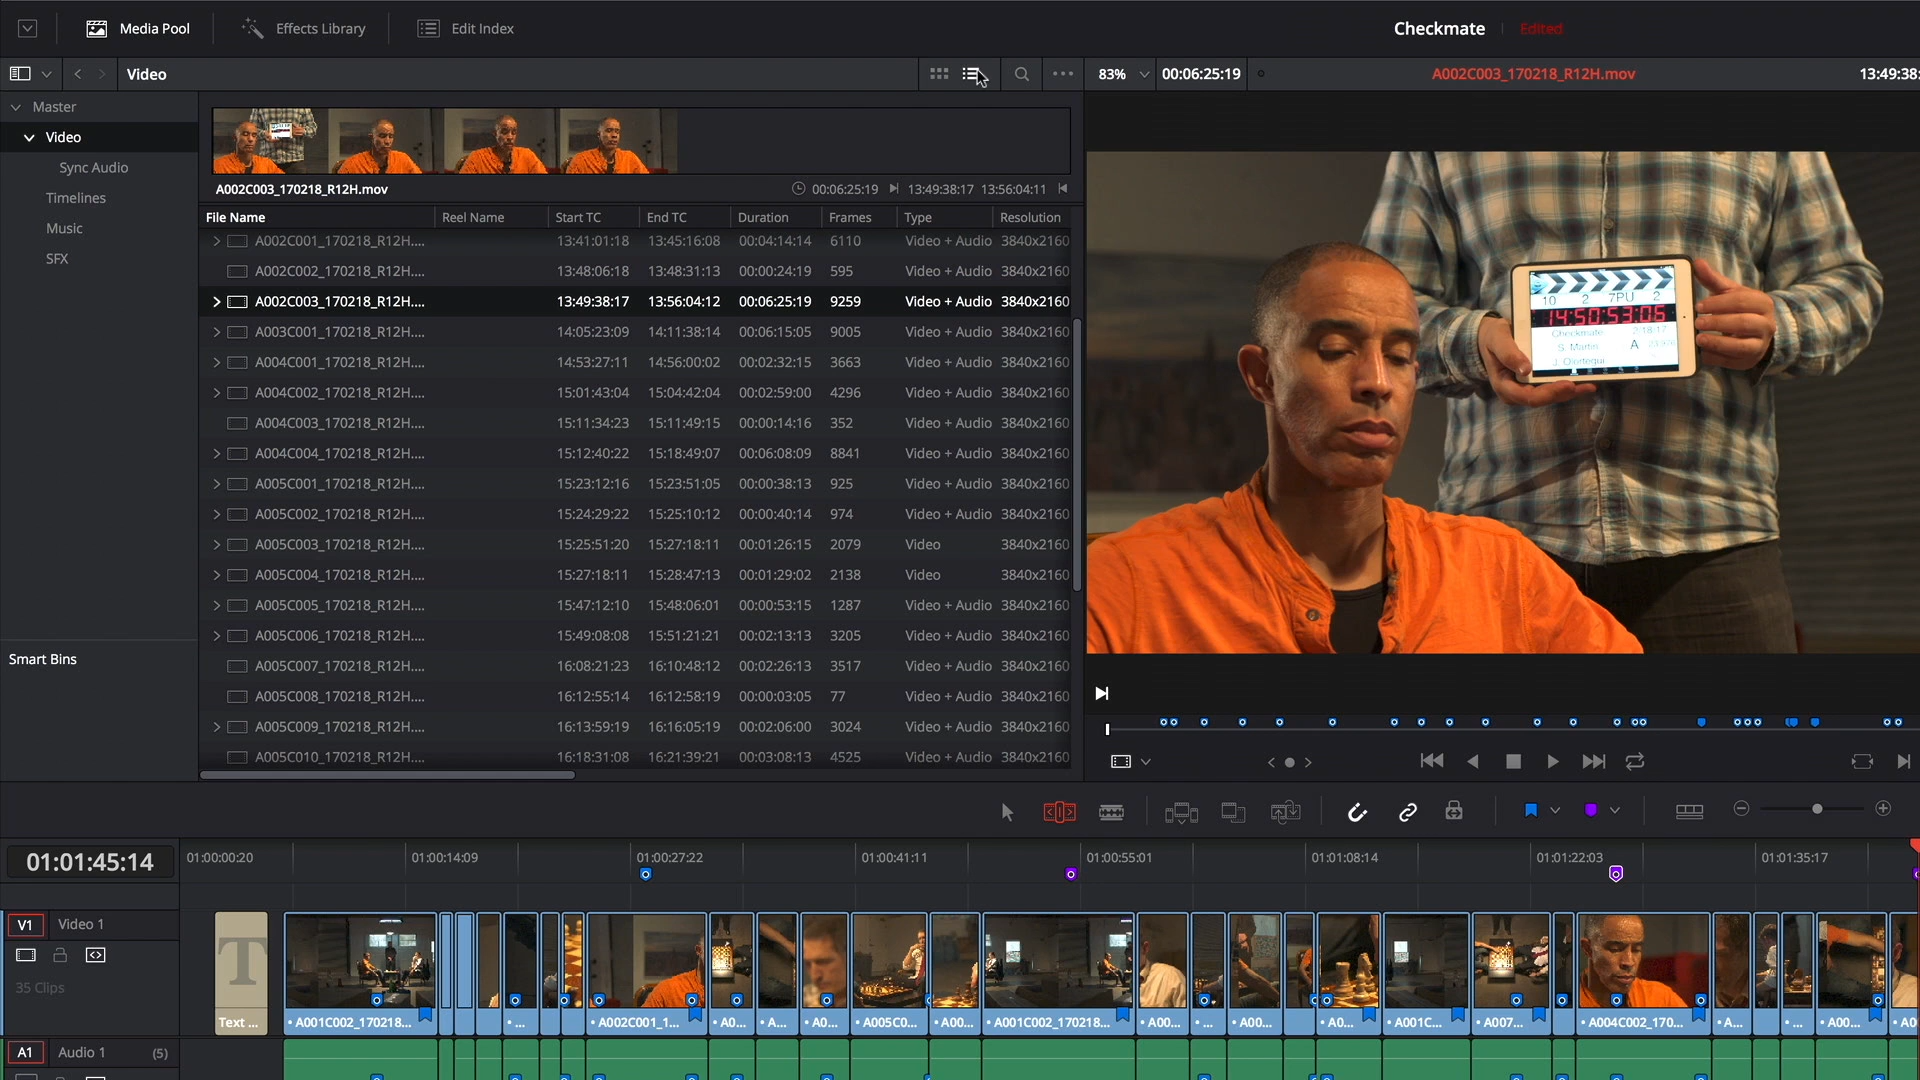 Media Pool Effects Library Edit Index Checkmate Edited
Video 83% 00:06:25:19 A002C003_170218_R12H.mov 13:49:38:
Master
Video
Sync Audio
Timelines
Music
SFX
Smart Bins
A002C003_170218_R12H.mov 00:06:25:19 13:49:38:17 13:56:04:11
File Name Reel Name Start TC End TC Duration Frames Type Resolution
A002C001_170218_R12H.... 13:41:01:18 13:45:16:08 00:04:14:14 6110 Video + Audio 3840x2160
A002C002_170218_R12H.... 13:48:06:18 13:48:31:13 00:00:24:19 595 Video + Audio 3840x2160
A002C003_170218_R12H.... 13:49:38:17 13:56:04:12 00:06:25:19 9259 Video + Audio 3840x2160
A003C001_170218_R12H.... 14:05:23:09 14:11:38:14 00:06:15:05 9005 Video + Audio 3840x2160
A004C001_170218_R12H.... 14:53:27:11 14:56:00:02 00:02:32:15 3663 Video + Audio 3840x2160
A004C002_170218_R12H.... 15:01:43:04 15:04:42:04 00:02:59:00 4296 Video + Audio 3840x2160
A004C003_170218_R12H.... 15:11:34:23 15:11:49:15 00:00:14:16 352 Video + Audio 3840x2160
A004C004_170218_R12H.... 15:12:40:22 15:18:49:07 00:06:08:09 8841 Video + Audio 3840x2160
A005C001_170218_R12H.... 15:23:12:16 15:23:51:05 00:00:38:13 925 Video + Audio 3840x2160
A005C002_170218_R12H.... 15:24:29:22 15:25:10:12 00:00:40:14 974 Video + Audio 3840x2160
A005C003_170218_R12H.... 15:25:51:20 15:27:18:11 00:01:26:15 2079 Video 3840x2160
A005C004_170218_R12H.... 15:27:18:11 15:28:47:13 00:01:29:02 2138 Video 3840x2160
A005C005_170218_R12H.... 15:47:12:10 15:48:06:01 00:00:53:15 1287 Video + Audio 3840x2160
A005C006_170218_R12H.... 15:49:08:08 15:51:21:21 00:02:13:13 3205 Video + Audio 3840x2160
A005C007_170218_R12H.... 16:08:21:23 16:10:48:12 00:02:26:13 3517 Video + Audio 3840x2160
A005C008_170218_R12H.... 16:12:55:14 16:12:58:19 00:00:03:05 77 Video + Audio 3840x2160
A005C009_170218_R12H.... 16:13:59:19 16:16:05:19 00:02:06:00 3024 Video + Audio 3840x2160
A005C010_170218_R12H.... 16:18:31:08 16:21:39:21 00:03:08:13 4525 Video + Audio 3840x2160
10 2 7PU 2
14:50:53:06
Checkmate 2/18/17
S. Martin A
01:01:45:14 01:00:00:20 01:00:14:09 01:00:27:22 01:00:41:11 01:00:55:01 01:01:08:14 01:01:22:03 01:01:35:17
V1 Video 1
35 Clips
T
Text ... A001C002_170218... ... A002C001_1... A0... A... A0... A005C0... A00... A001C002_170218... A00... ... A00... A0... A001C... A007... A004C002_170... A... ... A00... A0
A1 Audio 1 (5)